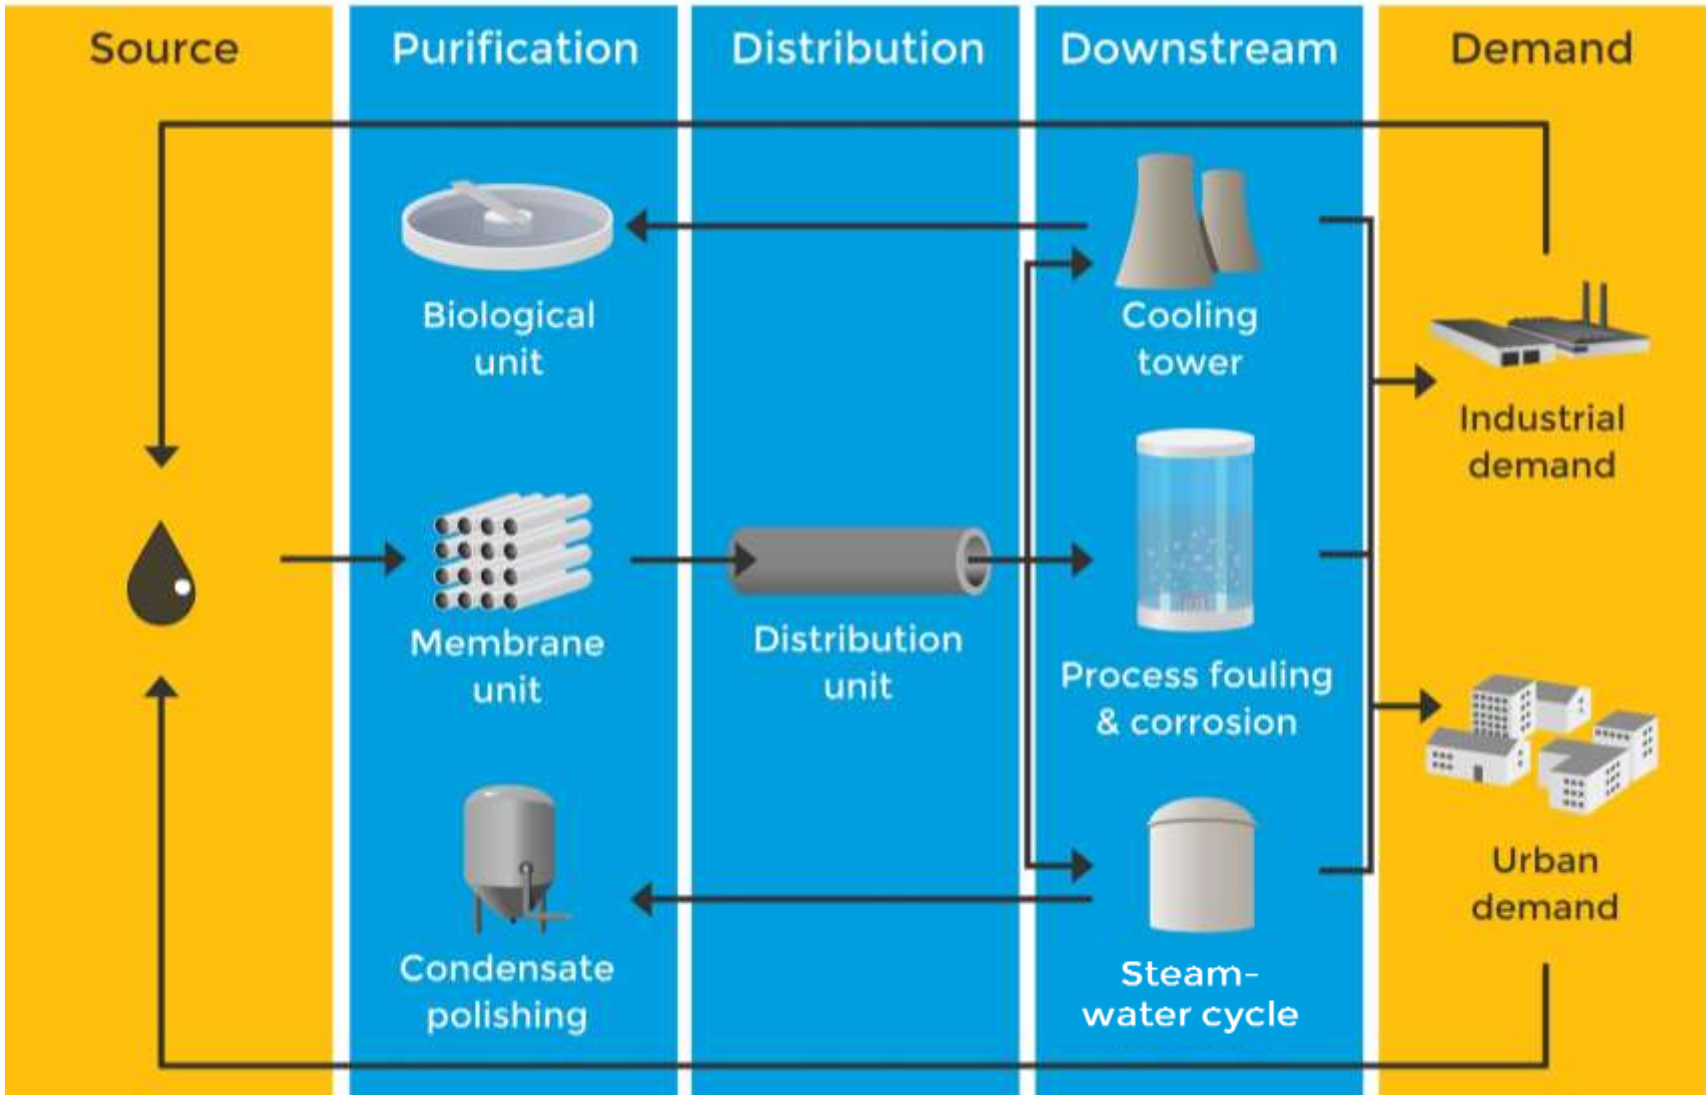 Source
Purification
Distribution
Downstream
Demand
Biological
unit
Cooling
tower
Industrial
demand
Membrane
unit
Distribution
unit
Process fouling
& corrosion
Condensate
polishing
Steam-
water cycle
Urban
demand